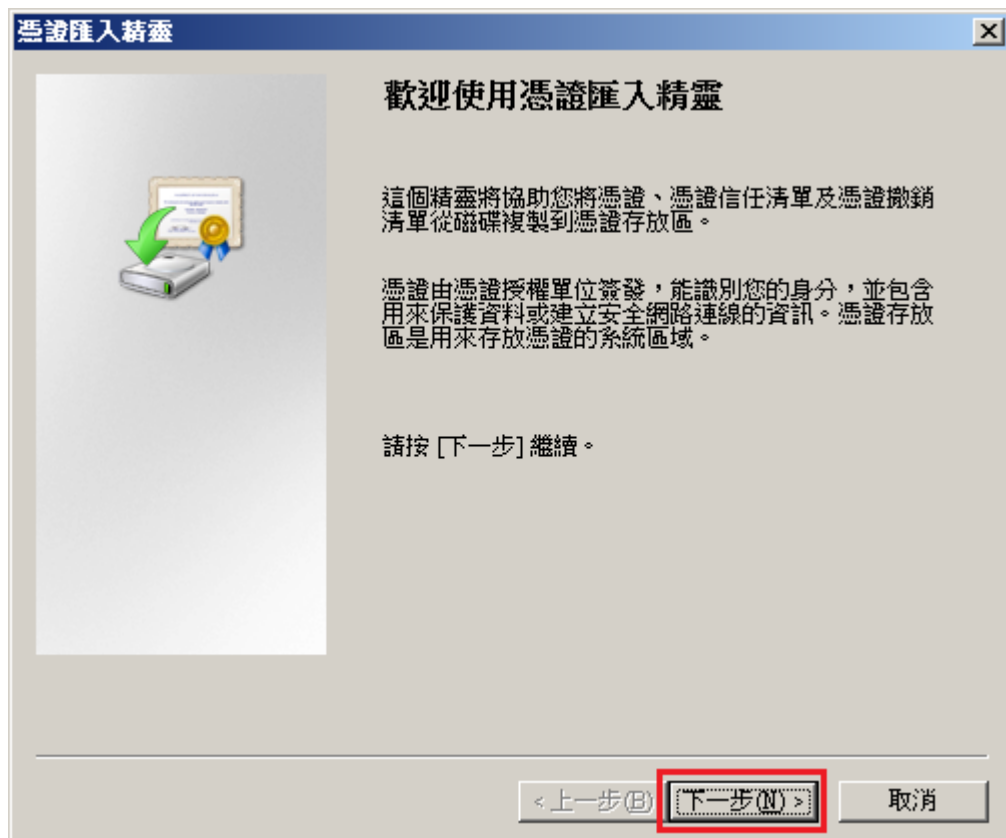 憑證匯入精靈
歡迎使用憑證匯入精靈
這個精靈將協助您將憑證、憑證信任清單及憑證撤銷
清單從磁碟複製到憑證存放區。
憑證由憑證授權單位簽發，能識別您的身分，並包含
用來保護資料或建立安全網路連線的資訊。憑證存放
區是用來存放憑證的系統區域。
請按 [下一步] 繼續。
< 上一步(B) 下一步(N) > 取消